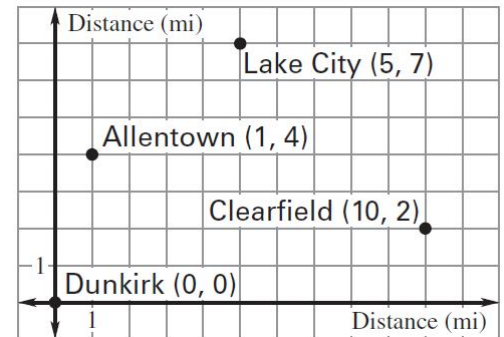 Distance (mi)
Lake City (5, 7)
Allentown (1, 4)
Clearfield (10, 2)
1
Dunkirk (0, 0)
1
Distance (mi)